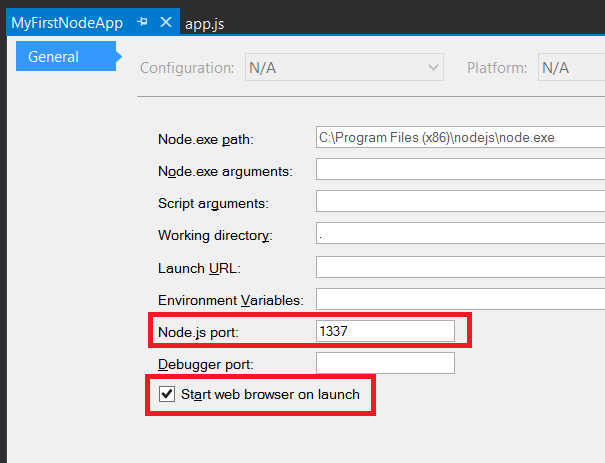 MyFirstNodeApp app.js
General
Configuration: N/A Platform: N/A
Node.exe path: C:\Program Files (x86)\nodejs\node.exe
Node.exe arguments:
Script arguments:
Working directory: .
Launch URL:
Environment Variables:
Node.js port: 1337
Debugger port:
Start web browser on launch